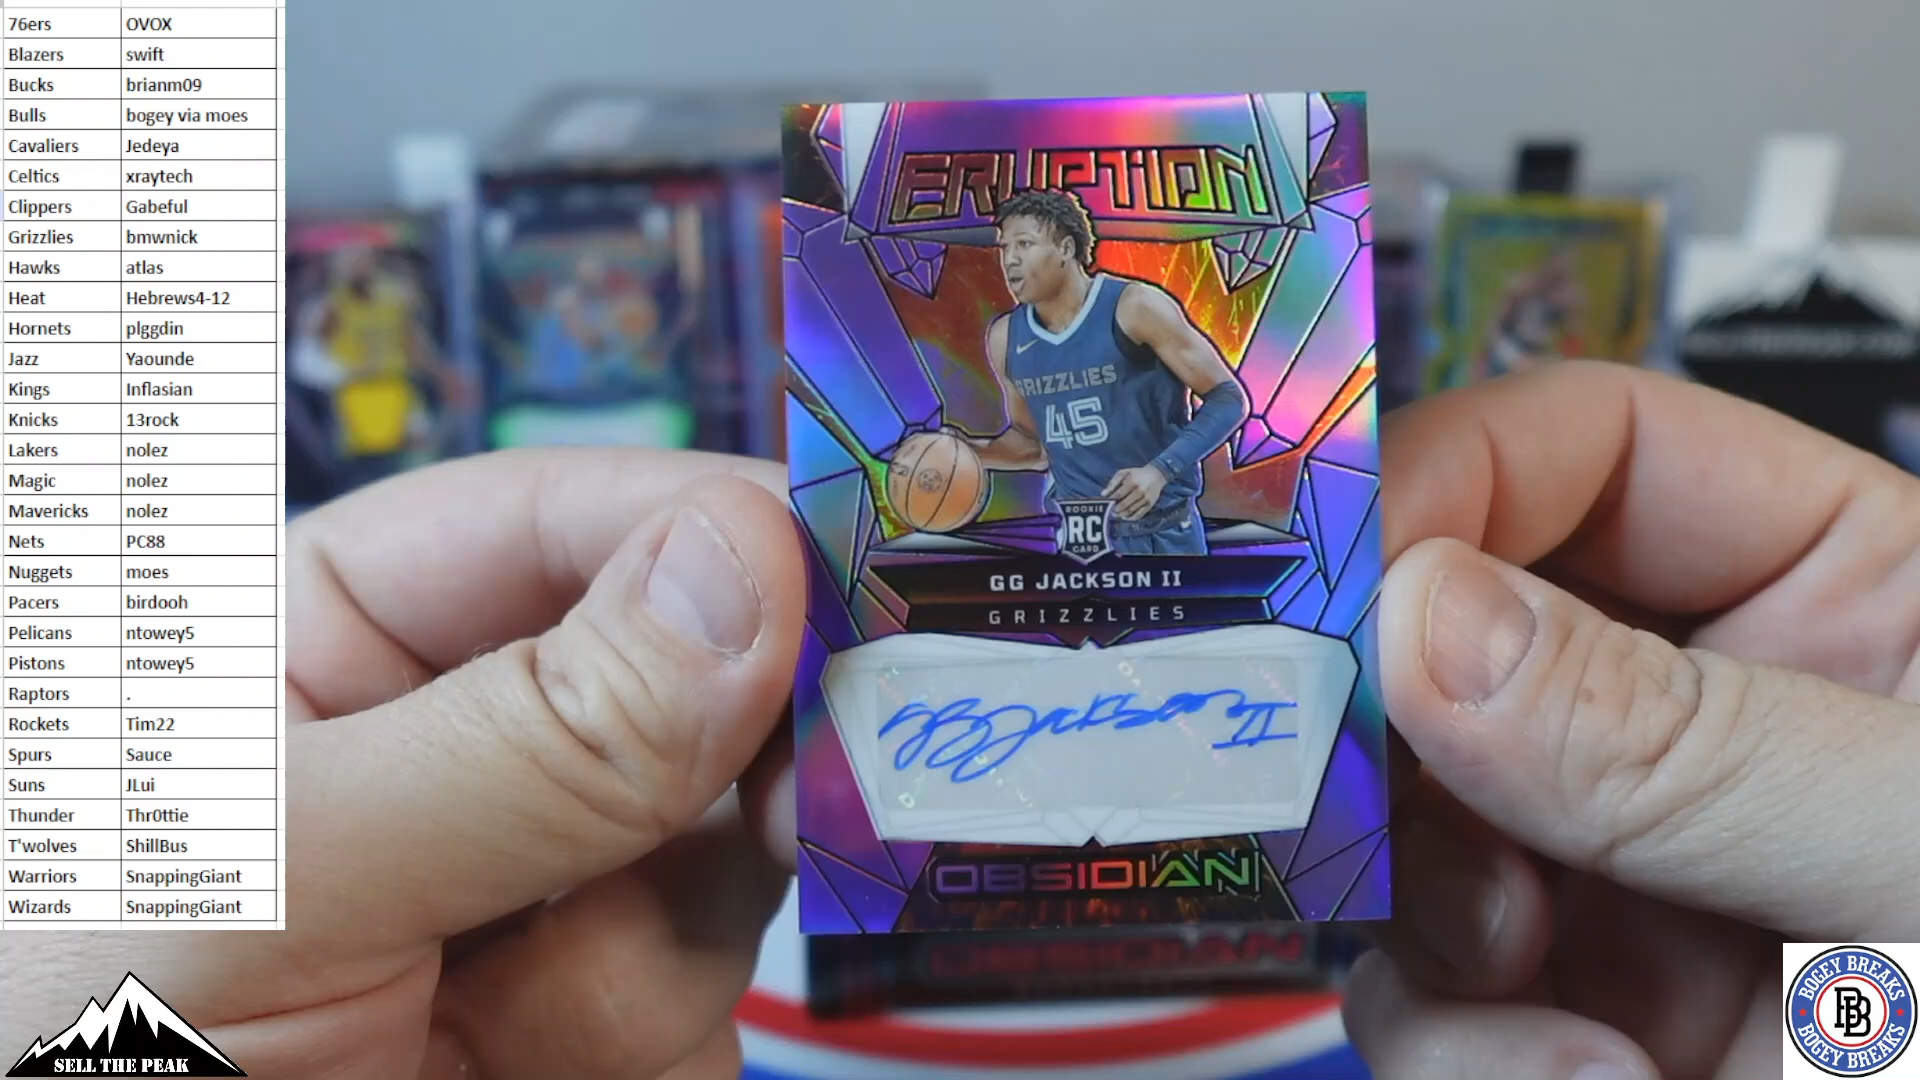 76ers OVOX
Blazers swift
Bucks brianm09
Bulls bogey via moes
Cavaliers Jedeya
Celtics xraytech
Clippers Gabeful
Grizzlies bmwnick
Hawks atlas
Heat Hebrews4-12
Hornets plggdin
Jazz Yaounde
Kings Inflasian
Knicks 13rock
Lakers nolez
Magic nolez
Mavericks nolez
Nets PC88
Nuggets moes
Pacers birdooh
Pelicans ntowey5
Pistons ntowey5
Raptors .
Rockets Tim22
Spurs Sauce
Suns JLui
Thunder Thr0ttie
T'wolves ShillBus
Warriors SnappingGiant
Wizards SnappingGiant
SELL THE PEAK
ERUPTION
GRIZZLIES
45
ROOKIE
RC
CARD
GG JACKSON II
GRIZZLIES
GG Jackson II
OBSIDIAN
OBSIDIAN
BOGEY BREAKS
BB
BOGEY BREAKS